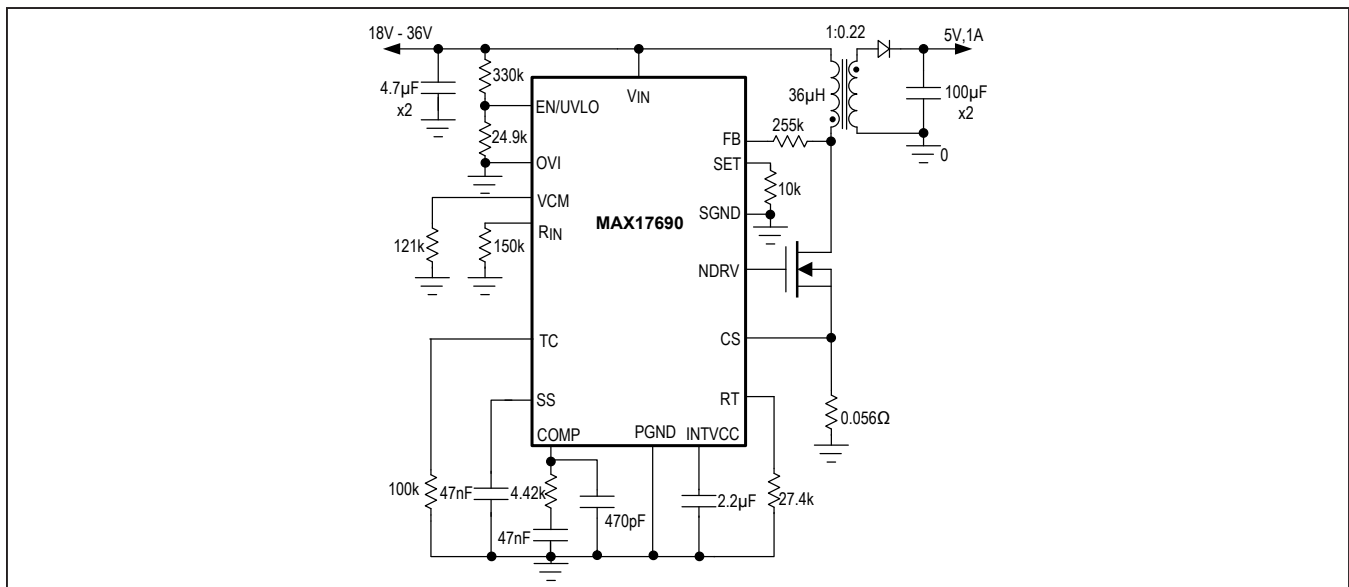 18V - 36V
1:0.22
5V,1A
4.7µF
x2
330k
VIN
36µH
100µF
x2
EN/UVLO
24.9k
FB
255k
OVI
SET
0
10k
VCM
SGND
MAX17690
RIN
121k
150k
NDRV
TC
CS
SS
RT
0.056Ω
COMP
PGND
INTVCC
100k
47nF
4.42k
470pF
2.2µF
27.4k
47nF